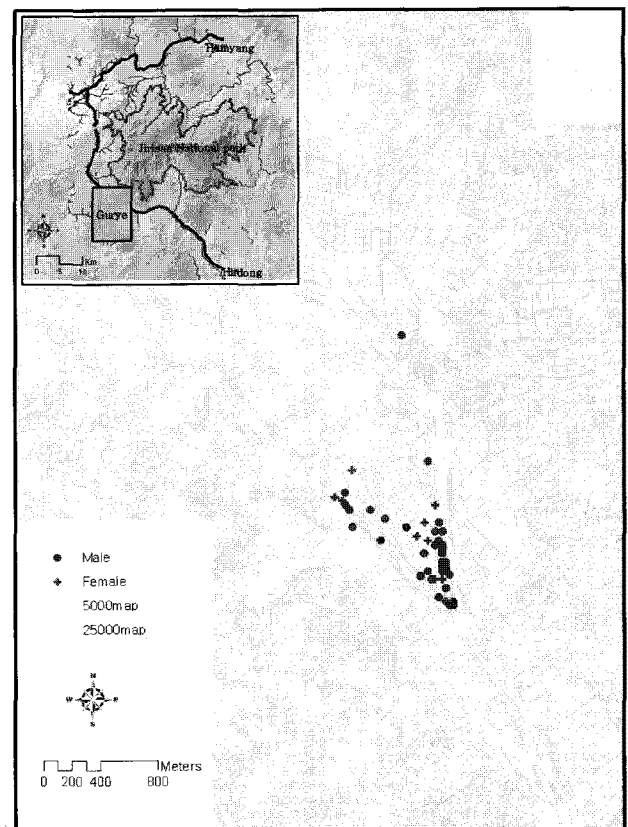 Hamyang
Jirisan National park
Gurye
Hadong
0 5 10 Km
Male
Female
5000map
25000map
N
W E
S
Meters
0 200 400 800